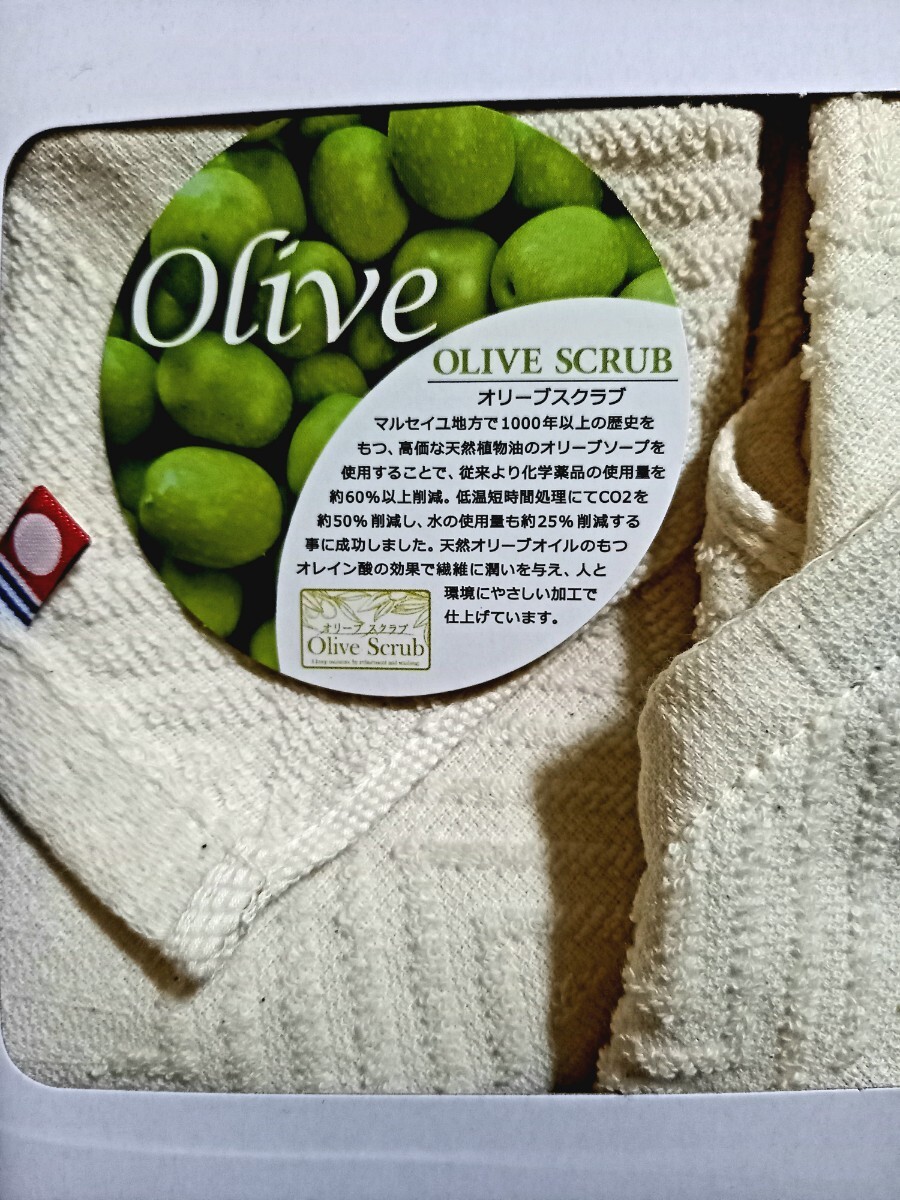 Olive
OLIVE SCRUB
オリーブスクラブ
マルセイユ地方で1000年以上の歴史を
もつ、高価な天然植物油のオリーブソープを
使用することで、従来より化学薬品の使用量を
約60%以上削減。低温短時間処理にてCO2を
約50%削減し、水の使用量も約25%削減する
事に成功しました。天然オリーブオイルのもつ
オレイン酸の効果で繊維に潤いを与え、人と
環境にやさしい加工で
仕上げています。
オリーブ スクラブ
Olive Scrub